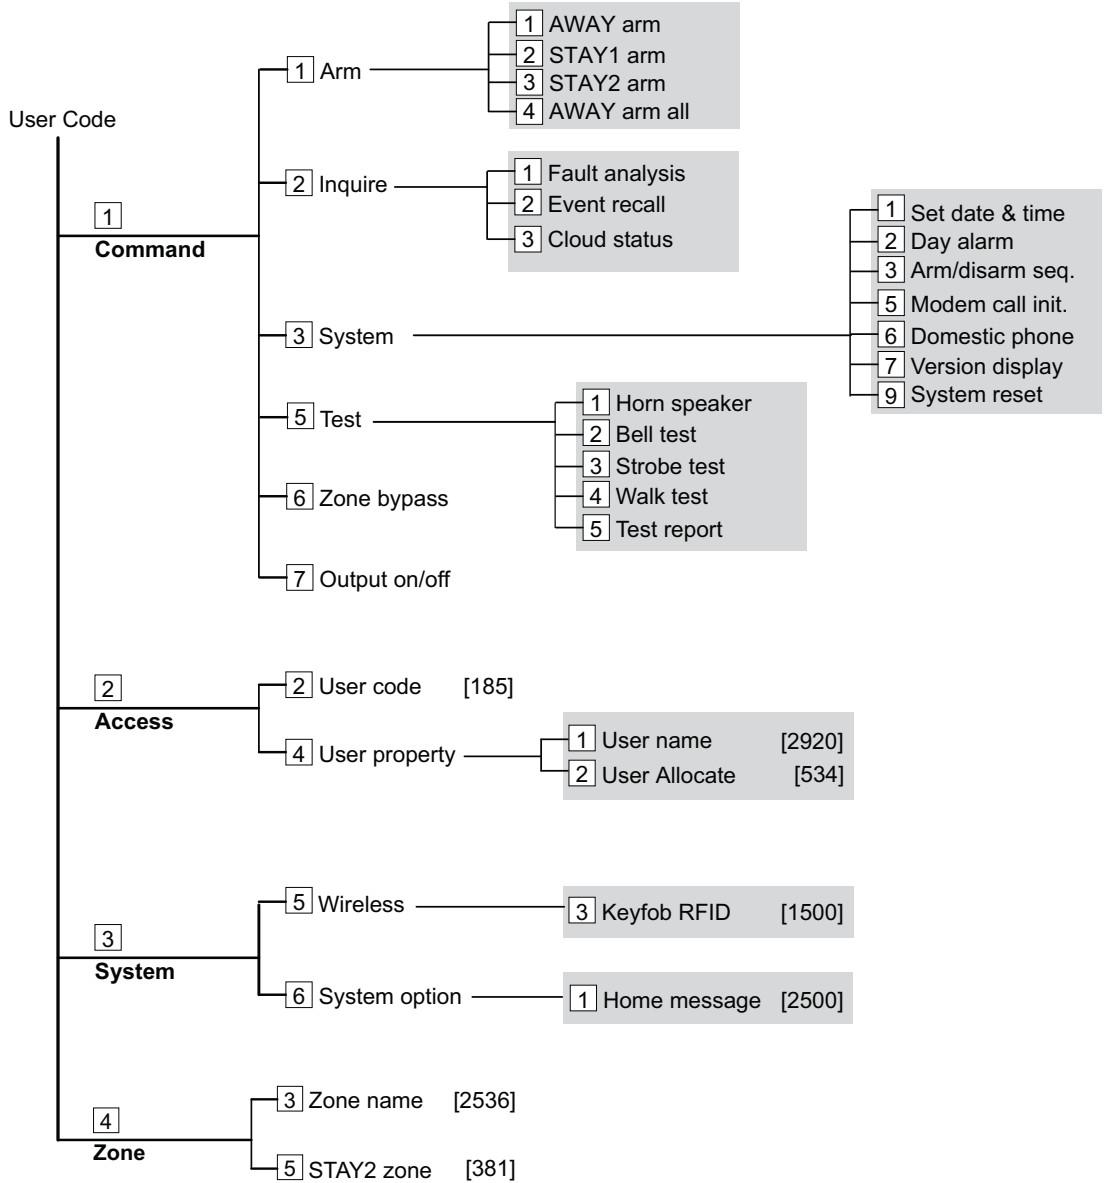 User Code
1
Command
1 Arm
1 AWAY arm
2 STAY1 arm
3 STAY2 arm
4 AWAY arm all
2 Inquire
1 Fault analysis
2 Event recall
3 Cloud status
3 System
1 Set date & time
2 Day alarm
3 Arm/disarm seq.
5 Modem call init.
6 Domestic phone
7 Version display
9 System reset
5 Test
1 Horn speaker
2 Bell test
3 Strobe test
4 Walk test
5 Test report
6 Zone bypass
7 Output on/off
2
Access
2 User code [185]
4 User property
1 User name [2920]
2 User Allocate [534]
3
System
5 Wireless
3 Keyfob RFID [1500]
6 System option
1 Home message [2500]
4
Zone
3 Zone name [2536]
5 STAY2 zone [381]